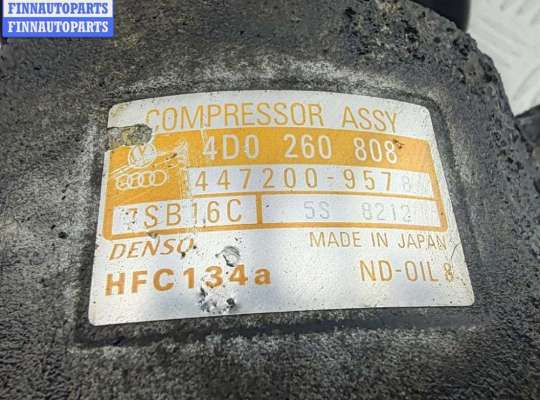 FINNAUTOPARTS
FINNAUTOPARTS
COMPRESSOR ASSY
4D0 260 808
447200-957
7SB16C 5S 8212
DENSO MADE IN JAPAN
HFC134a ND-OIL 8